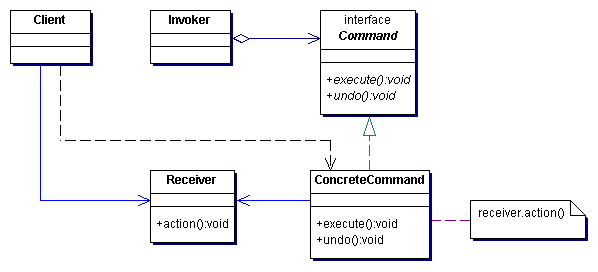 Client
Invoker
interface
Command
+execute():void
+undo():void
Receiver
+action():void
ConcreteCommand
+execute():void
+undo():void
receiver.action()